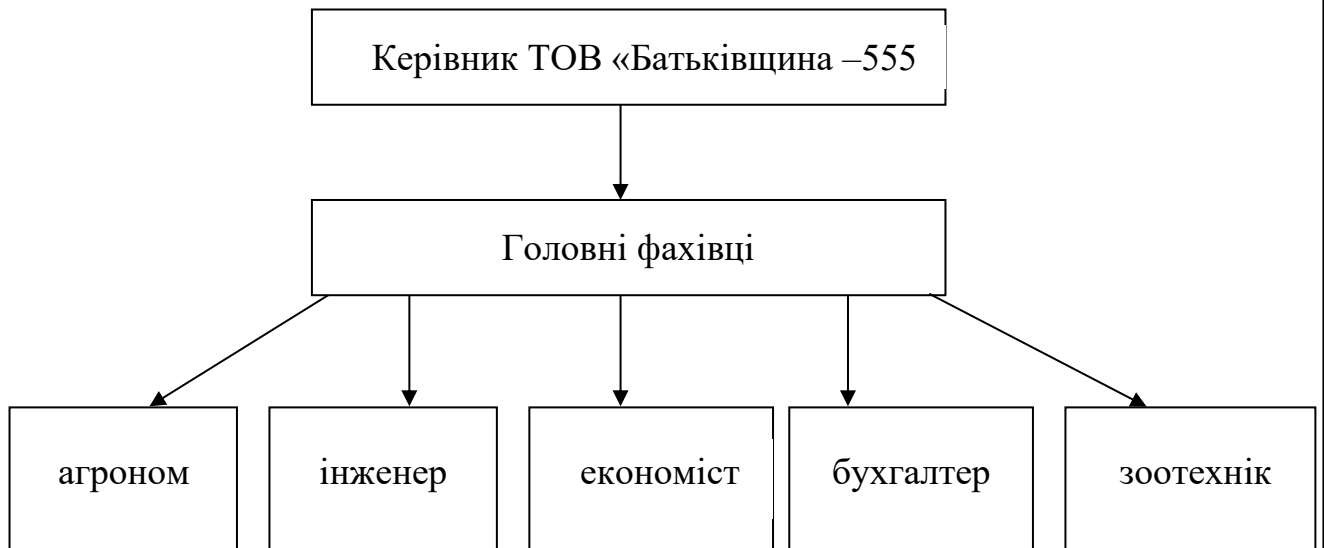 Керівник ТОВ «Батьківщина –555
Головні фахівці
агроном
інженер
економіст
бухгалтер
зоотехнік